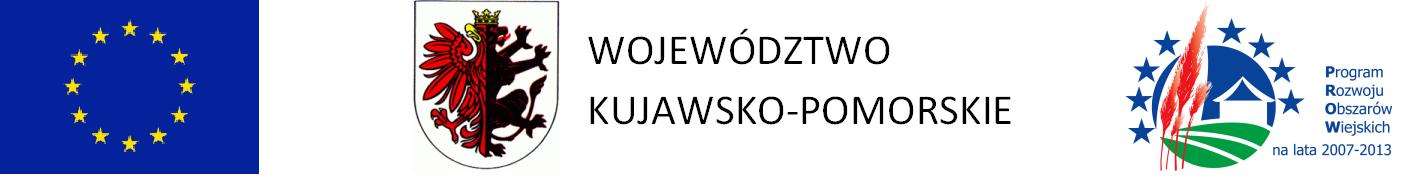 WOJEWÓDZTWO
KUJAWSKO-POMORSKIE
Program
Rozwoju
Obszarów
Wiejskich
na lata 2007-2013